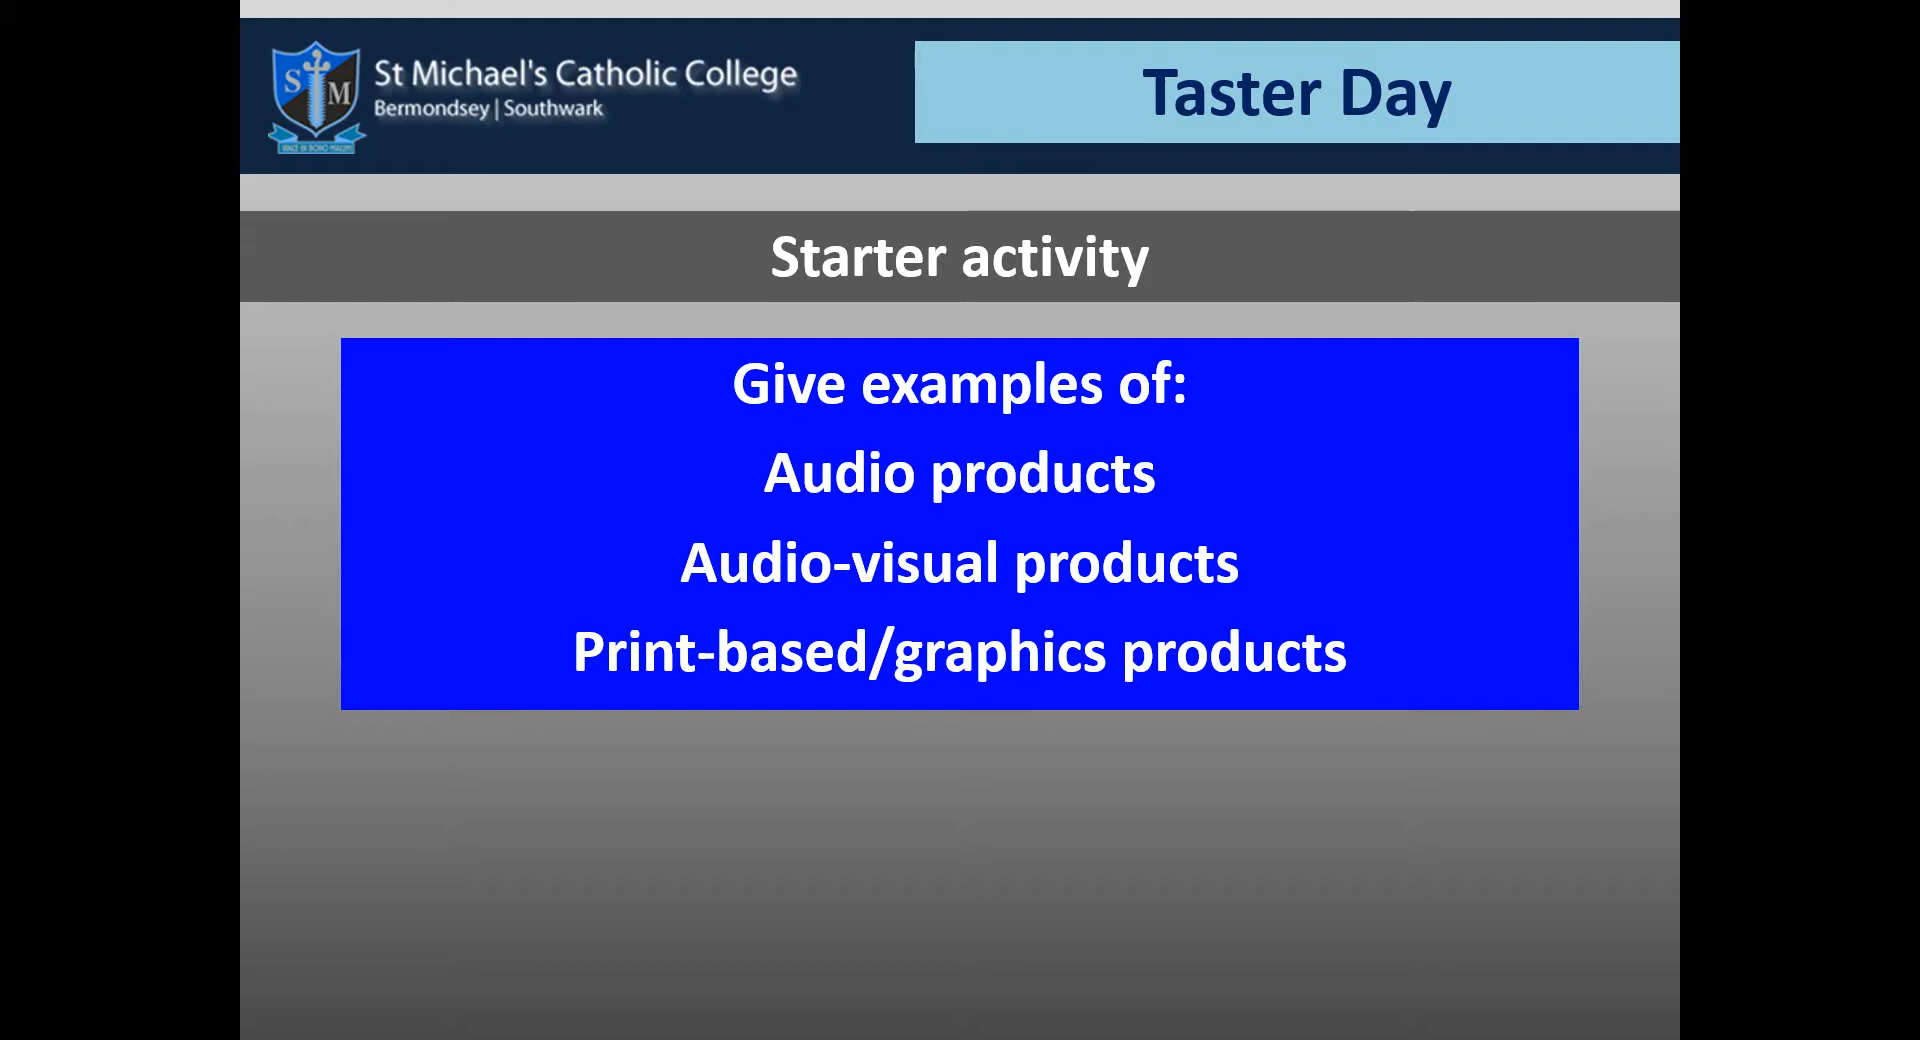 S M
St Michael's Catholic College
Bermondsey | Southwark
Taster Day
Starter activity
Give examples of:
Audio products
Audio-visual products
Print-based/graphics products